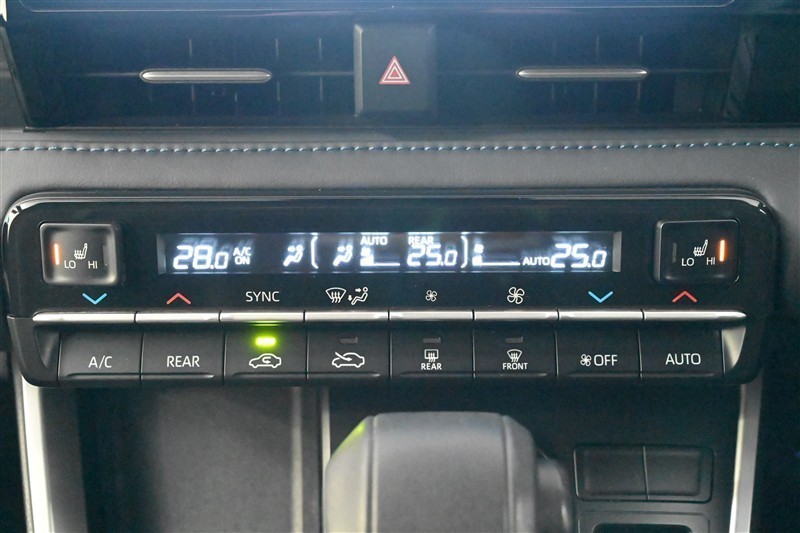 28.0 A/C ON AUTO REAR 25.0 AUTO 25.0
LO HI
LO HI
SYNC
A/C REAR REAR FRONT OFF AUTO